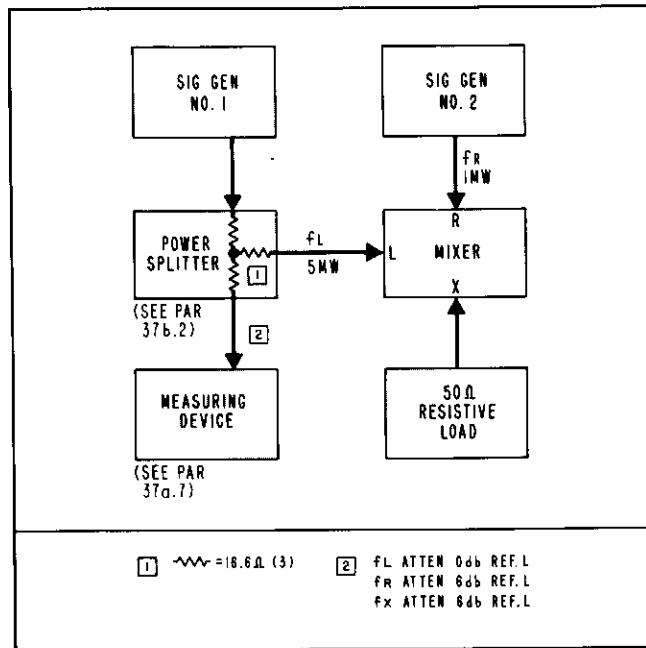 SIG GEN
NO. 1
SIG GEN
NO. 2
fR
1MW
POWER
SPLITTER
1
fL
5MW
L
R
MIXER
X
(SEE PAR
37b.2)
2
MEASURING
DEVICE
50Ω
RESISTIVE
LOAD
(SEE PAR
37a.7)
1 =16.6Ω (3)
2 fL ATTEN 0db REF.L
fR ATTEN 6db REF.L
fX ATTEN 6db REF.L